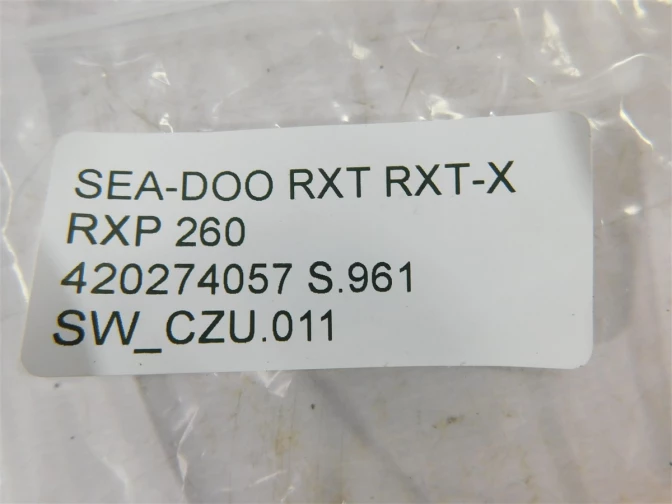 SEA-DOO RXT RXT-X
RXP 260
420274057 S.961
SW_CZU.011